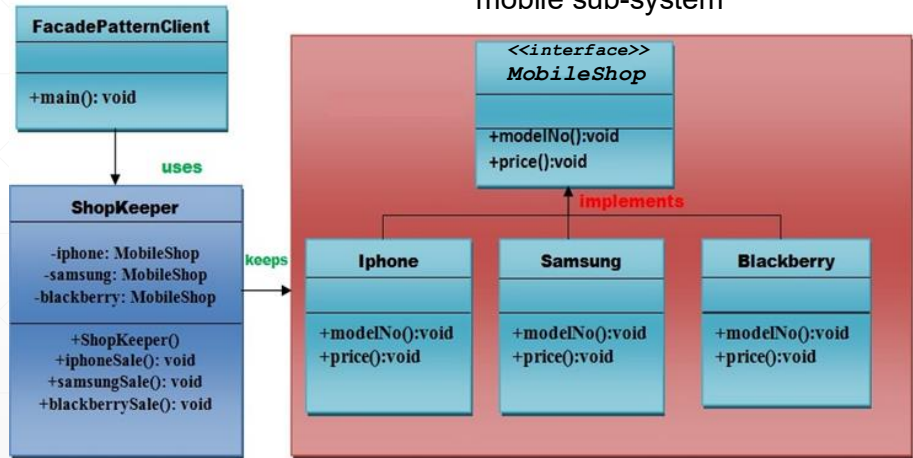 mobile sub-system
FacadePatternClient
+main(): void
uses
ShopKeeper
-iphone: MobileShop
-samsung: MobileShop
-blackberry: MobileShop
+ShopKeeper()
+iphoneSale(): void
+samsungSale(): void
+blackberrySale(): void
keeps
<<interface>>
MobileShop
+modelNo():void
+price():void
implements
Iphone
+modelNo():void
+price():void
Samsung
+modelNo():void
+price():void
Blackberry
+modelNo():void
+price():void